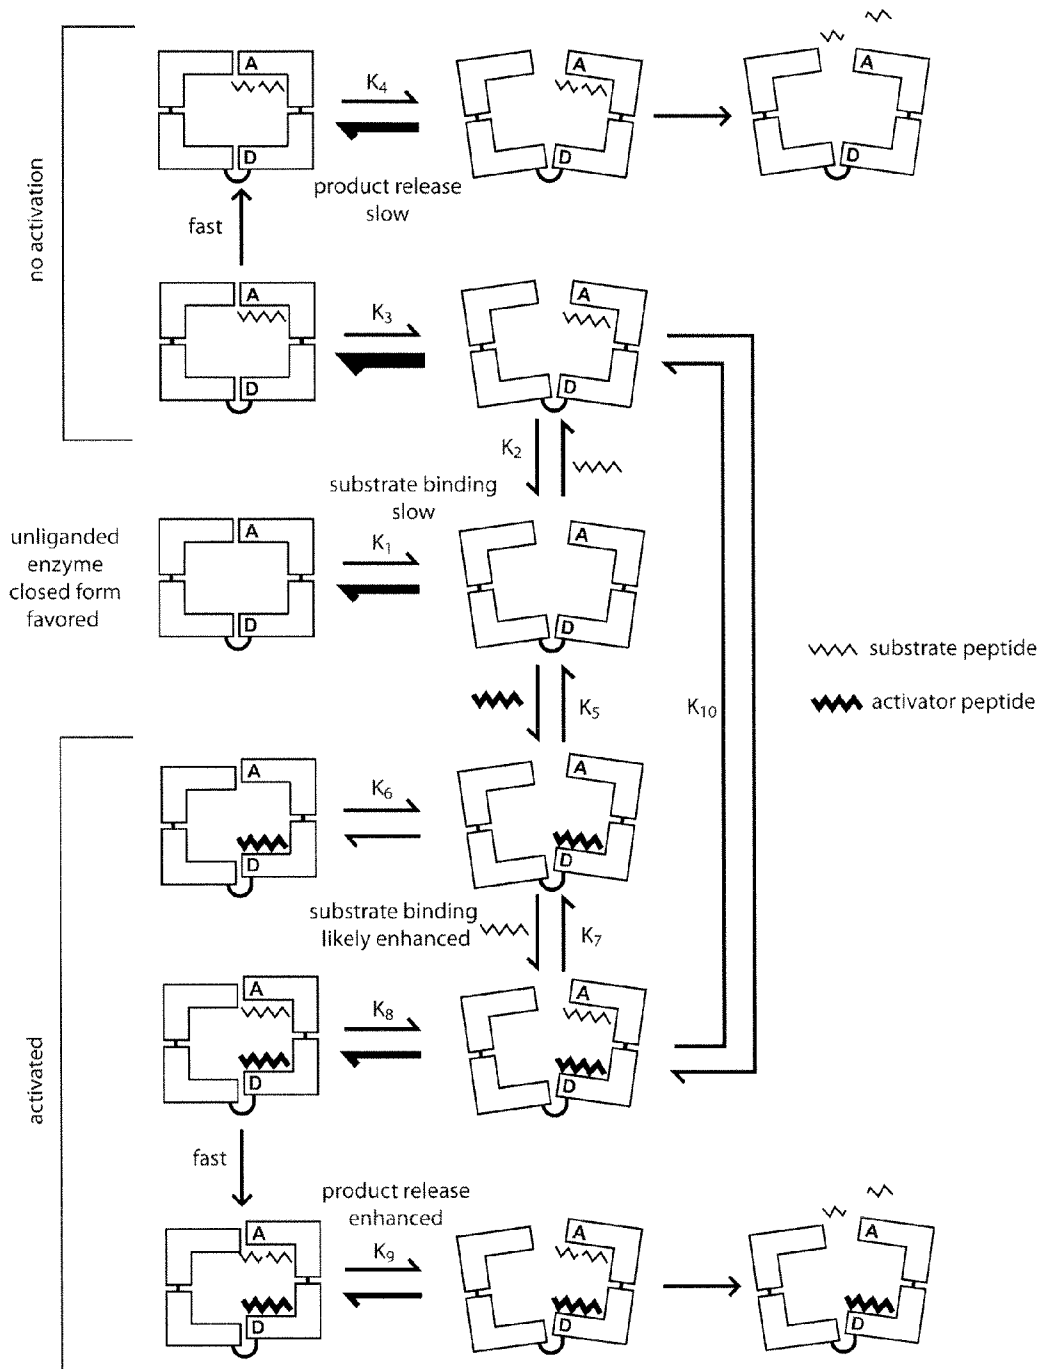 A
A
A
K4
D
D
D
product release
slow
fast
no activation
A
A
K3
D
D
K2
substrate binding
slow
unliganded
enzyme
closed form
favored
A
A
K1
D
D
substrate peptide
activator peptide
K5
K10
A
A
K6
D
D
substrate binding
likely enhanced
K7
activated
A
A
K8
D
D
fast
product release
enhanced
A
A
A
K9
D
D
D